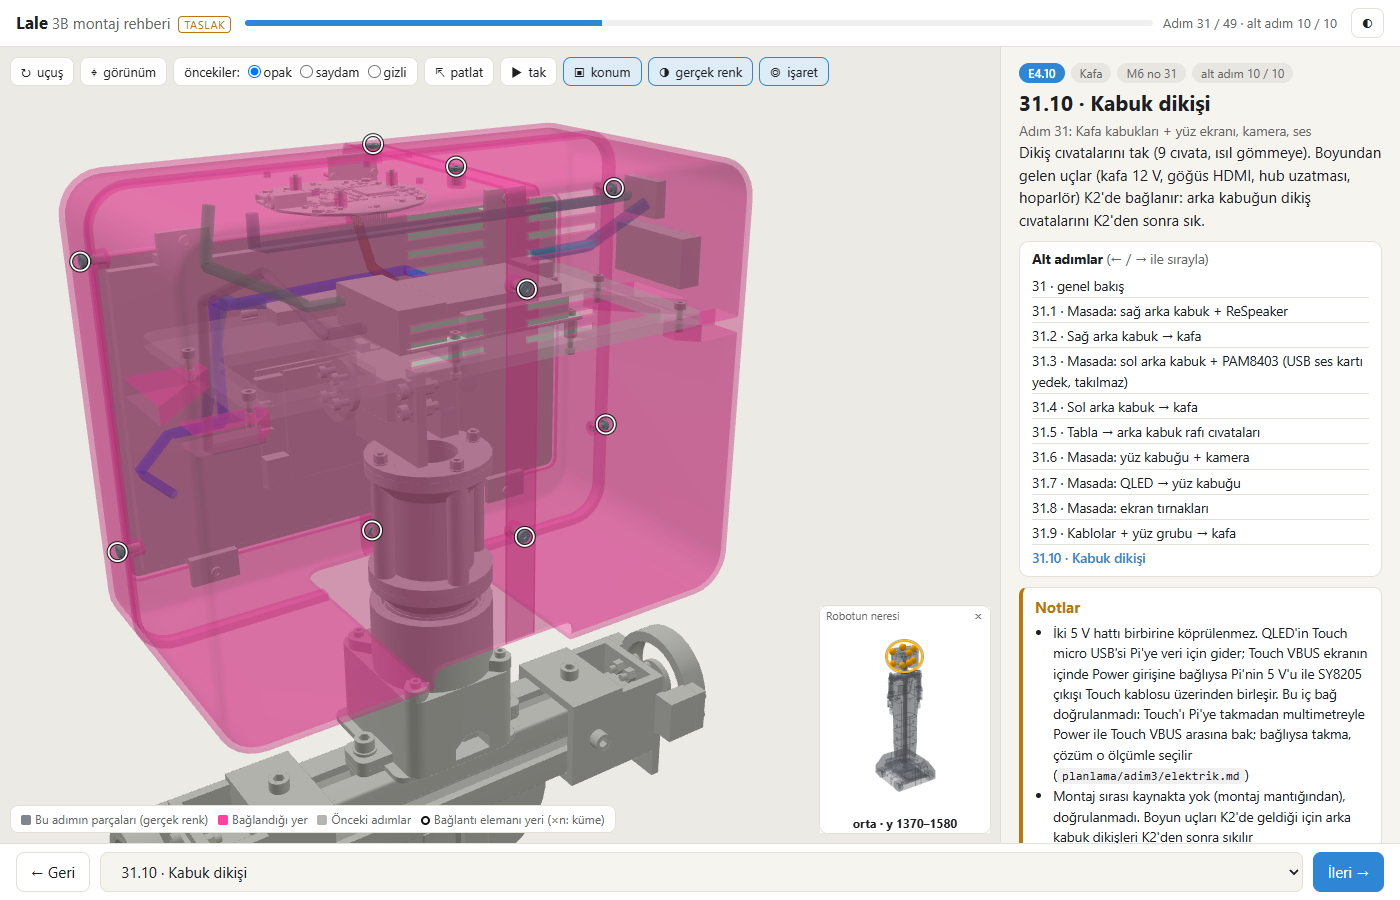 Lale 3B montaj rehberi TASLAK
Adım 31 / 49 · alt adım 10 / 10
↻ uçuş
⌖ görünüm
öncekiler: opak saydam gizli
↸ patlat
▶ tak
▣ konum
◑ gerçek renk
◎ işaret
E4.10 Kafa M6 no 31 alt adım 10 / 10
31.10 · Kabuk dikişi
Adım 31: Kafa kabukları + yüz ekranı, kamera, ses
Dikiş cıvatalarını tak (9 cıvata, ısıl gömmeye). Boyundan
gelen uçlar (kafa 12 V, göğüs HDMI, hub uzatması,
hoparlör) K2'de bağlanır: arka kabuğun dikiş
cıvatalarını K2'den sonra sık.
Alt adımlar (← / → ile sırayla)
31 · genel bakış
31.1 · Masada: sağ arka kabuk + ReSpeaker
31.2 · Sağ arka kabuk → kafa
31.3 · Masada: sol arka kabuk + PAM8403 (USB ses kartı
yedek, takılmaz)
31.4 · Sol arka kabuk → kafa
31.5 · Tabla → arka kabuk rafı cıvataları
31.6 · Masada: yüz kabuğu + kamera
31.7 · Masada: QLED → yüz kabuğu
31.8 · Masada: ekran tırnakları
31.9 · Kablolar + yüz grubu → kafa
31.10 · Kabuk dikişi
Notlar
• İki 5 V hattı birbirine köprülenmez. QLED'in Touch
micro USB'si Pi'ye veri için gider; Touch VBUS ekranın
içinde Power girişine bağlıysa Pi'nin 5 V'u ile SY8205
çıkışı Touch kablosu üzerinden birleşir. Bu iç bağ
doğrulanmadı: Touch'ı Pi'ye takmadan multimetreyle
Power ile Touch VBUS arasına bak; bağlıysa takma,
çözüm o ölçümle seçilir
( planlama/adim3/elektrik.md )
• Montaj sırası kaynakta yok (montaj mantığından),
doğrulanmadı. Boyun uçları K2'de geldiği için arka
kabuk dikişleri K2'den sonra sıkılır
Robotun neresi ×
orta · y 1370–1580
Bu adımın parçaları (gerçek renk) Bağlandığı yer Önceki adımlar Bağlantı elemanı yeri (×n: küme)
← Geri
31.10 · Kabuk dikişi
İleri →